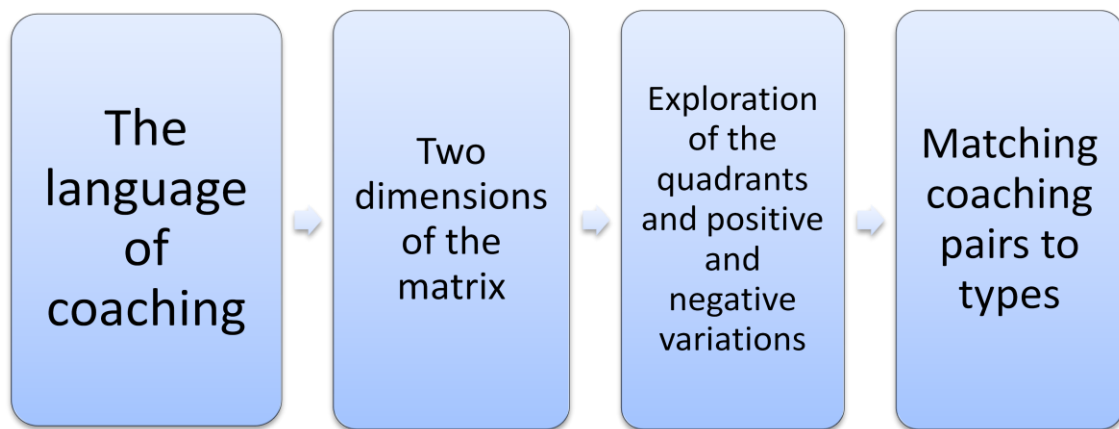 The
language
of
coaching
Two
dimensions
of the
matrix
Exploration
of the
quadrants
and positive
and
negative
variations
Matching
coaching
pairs to
types